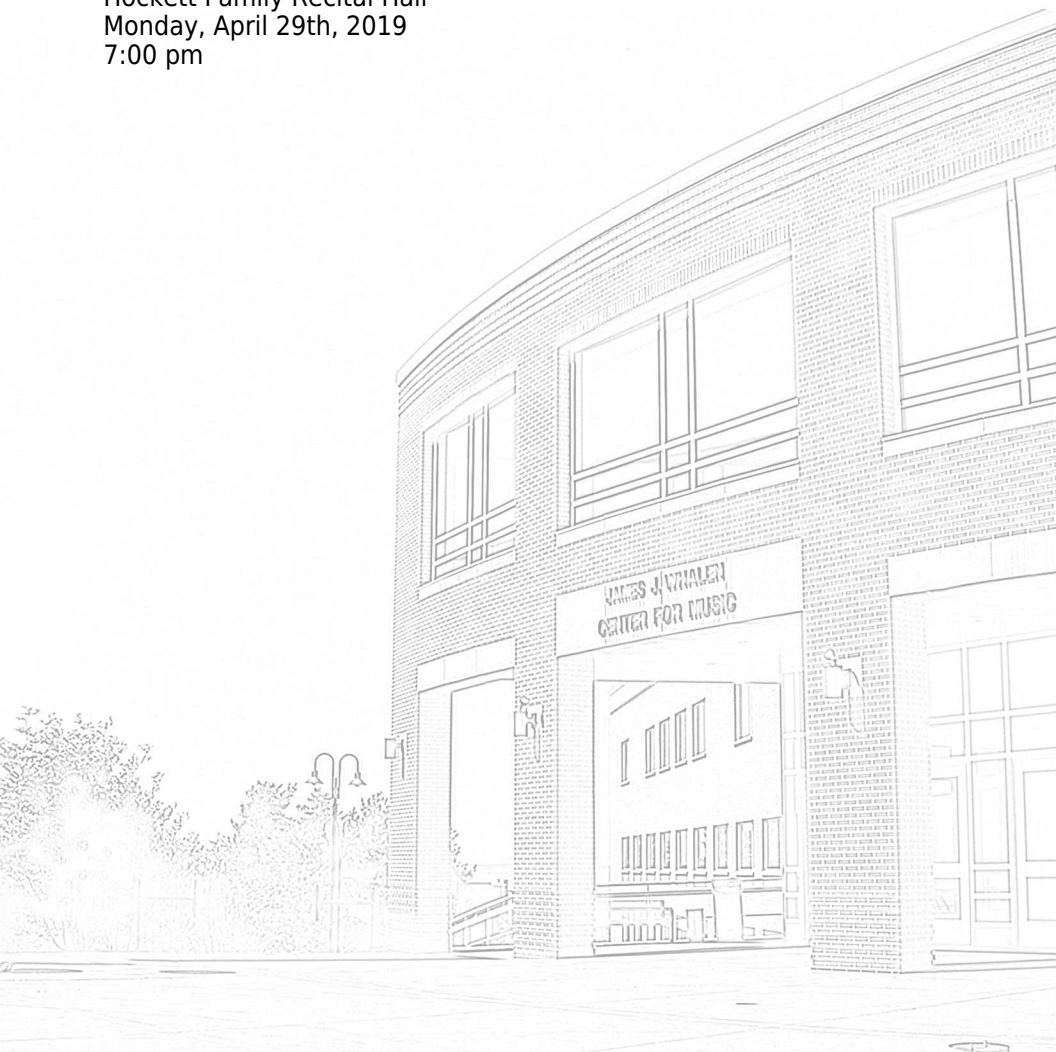 Hockett Family Recital Hall
Monday, April 29th, 2019
7:00 pm
JAMES J. WHALEN
CENTER FOR MUSIC